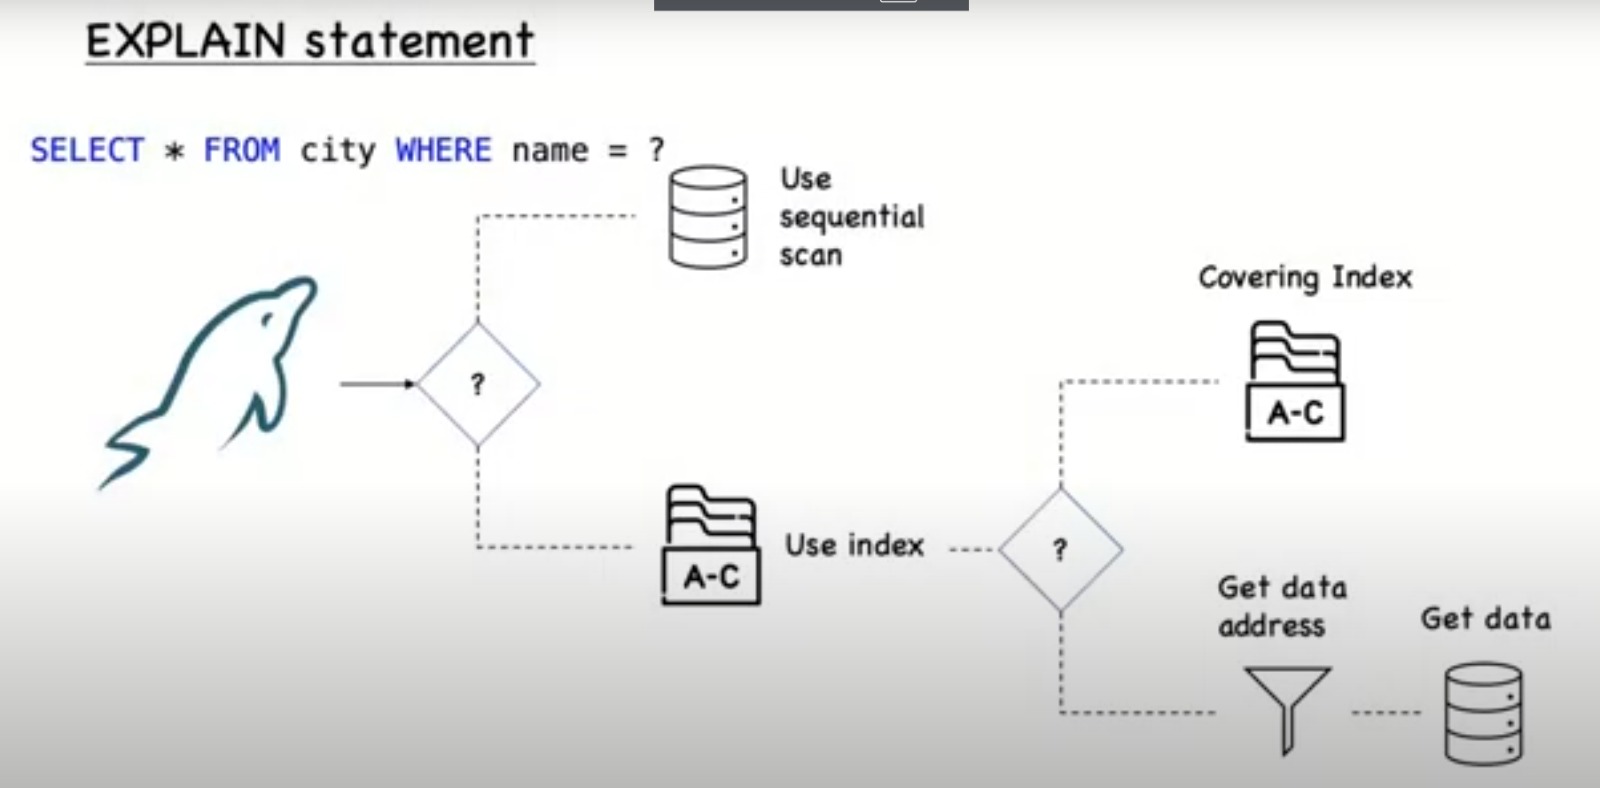 EXPLAIN statement
SELECT * FROM city WHERE name = ?
Use
sequential
scan
Covering Index
A-C
?
?
Use index
A-C
Get data
address
Get data